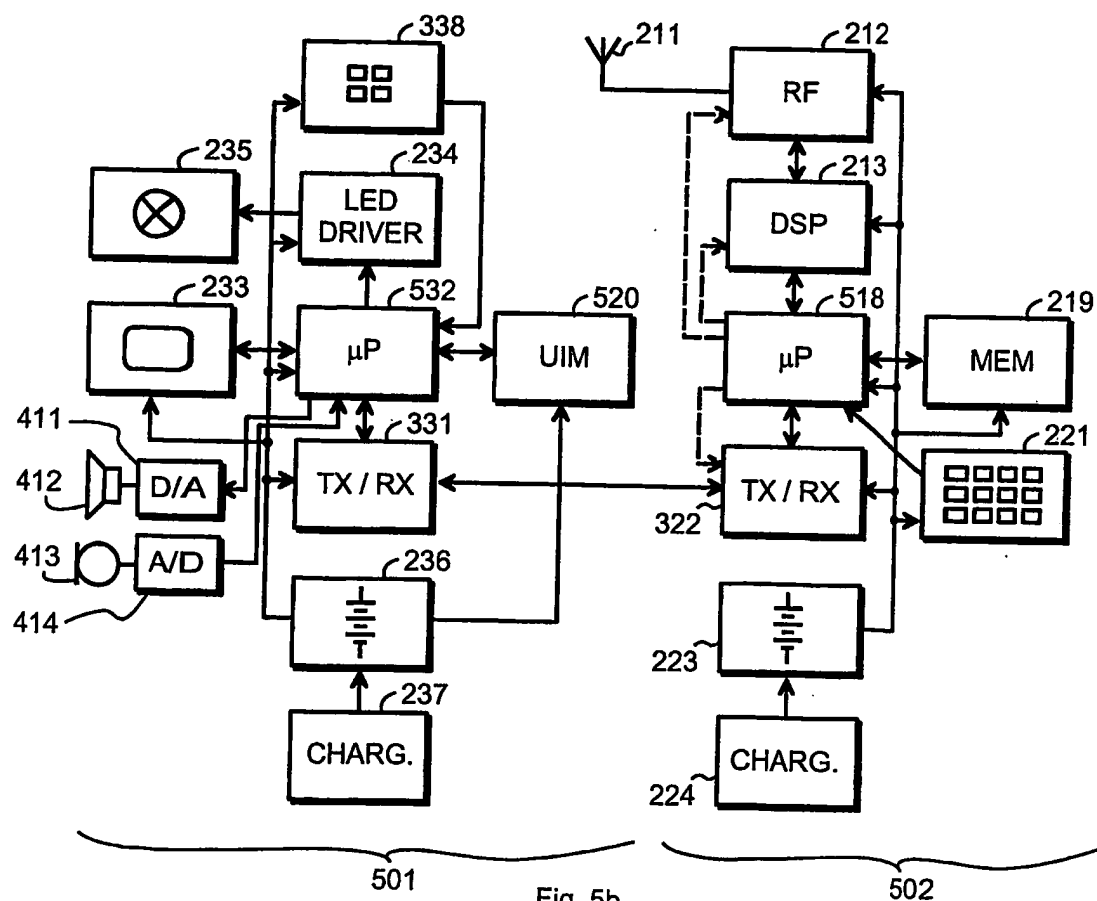 338
211
212
RF
235
234
LED
DRIVER
213
DSP
233
532
µP
520
UIM
518
µP
219
MEM
411
412
D/A
331
TX / RX
TX / RX
322
221
413
A/D
414
236
223
237
CHARG.
CHARG.
224
501
502
Fig. 5b